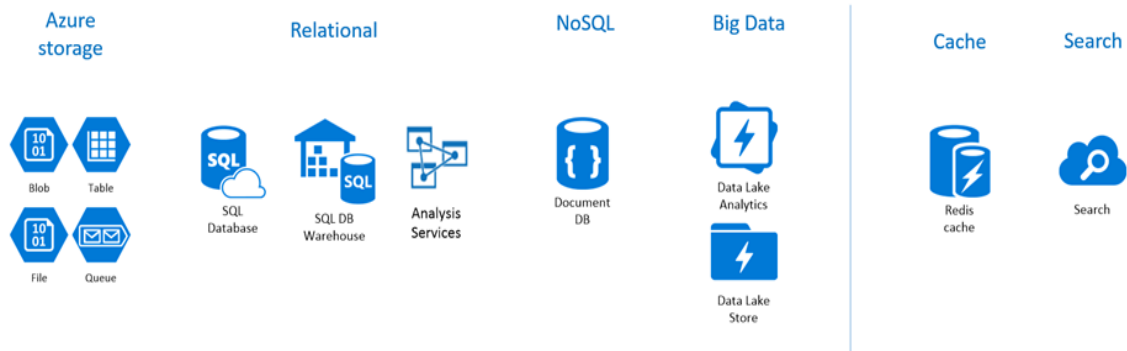 Azure
storage
Relational
NoSQL
Big Data
Cache
Search
10
01
Blob
Table
10
01
File
Queue
SQL
SQL
Database
SQL
SQL DB
Warehouse
Analysis
Services
{ }
Document
DB
Data Lake
Analytics
Data Lake
Store
Redis
cache
Search